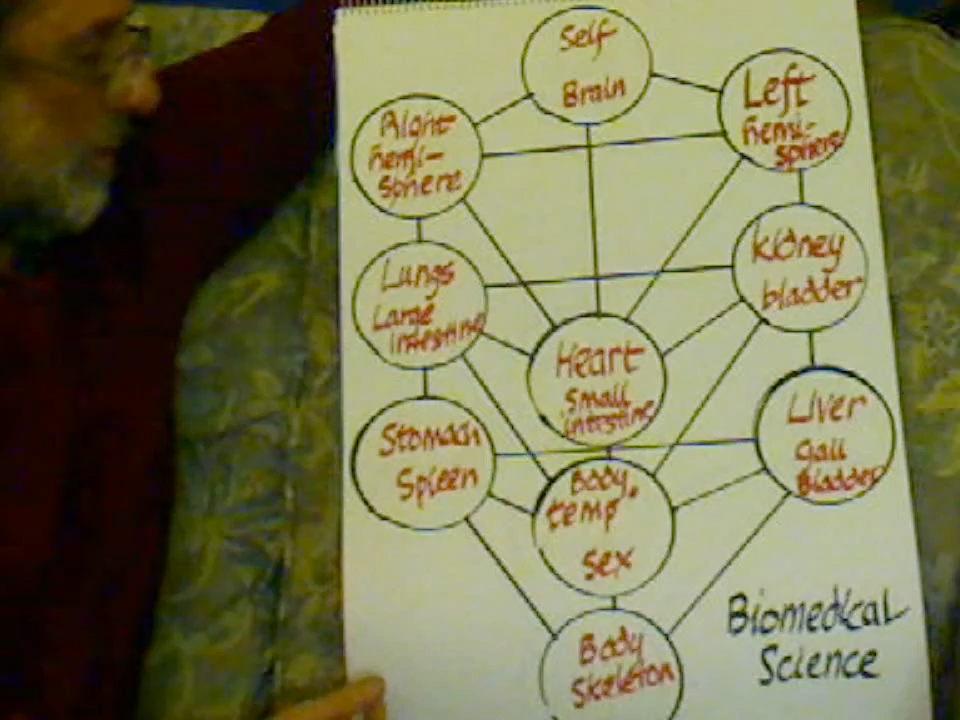 Self
Brain
Left
hemi-
sphere
Right
hemi-
sphere
Kidney
bladder
Lungs
Large
intestine
Heart
small
intestine
Liver
Gall
Bladder
Stomach
Spleen
Body.
temp
sex
Body
Skeleton
Biomedical
Science